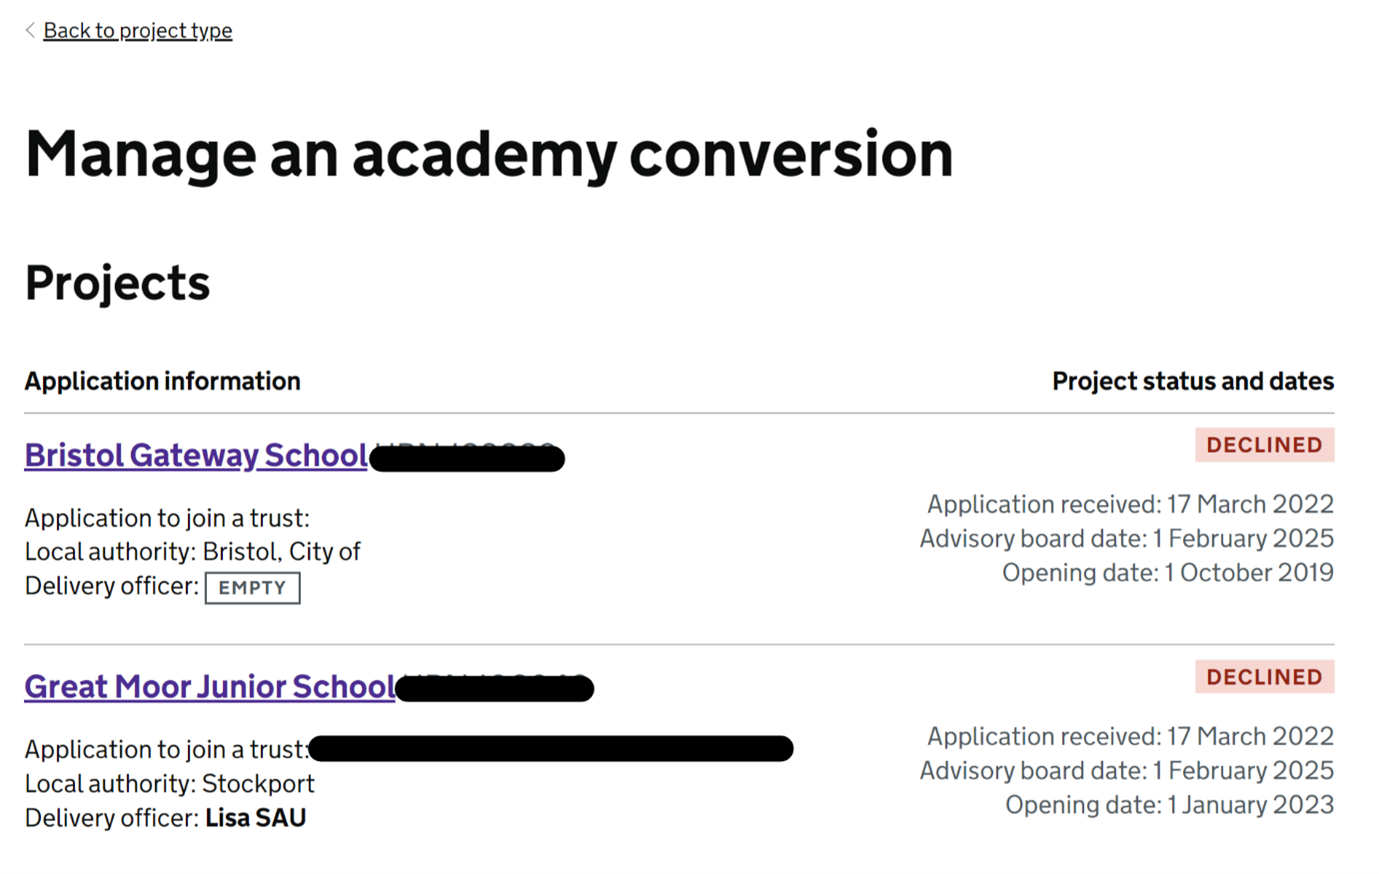 Back to project type
Manage an academy conversion
Projects
Application information
Project status and dates
Bristol Gateway School
DECLINED
Application to join a trust:
Local authority: Bristol, City of
Delivery officer: EMPTY
Application received: 17 March 2022
Advisory board date: 1 February 2025
Opening date: 1 October 2019
Great Moor Junior School
DECLINED
Application to join a trust:
Local authority: Stockport
Delivery officer: Lisa SAU
Application received: 17 March 2022
Advisory board date: 1 February 2025
Opening date: 1 January 2023